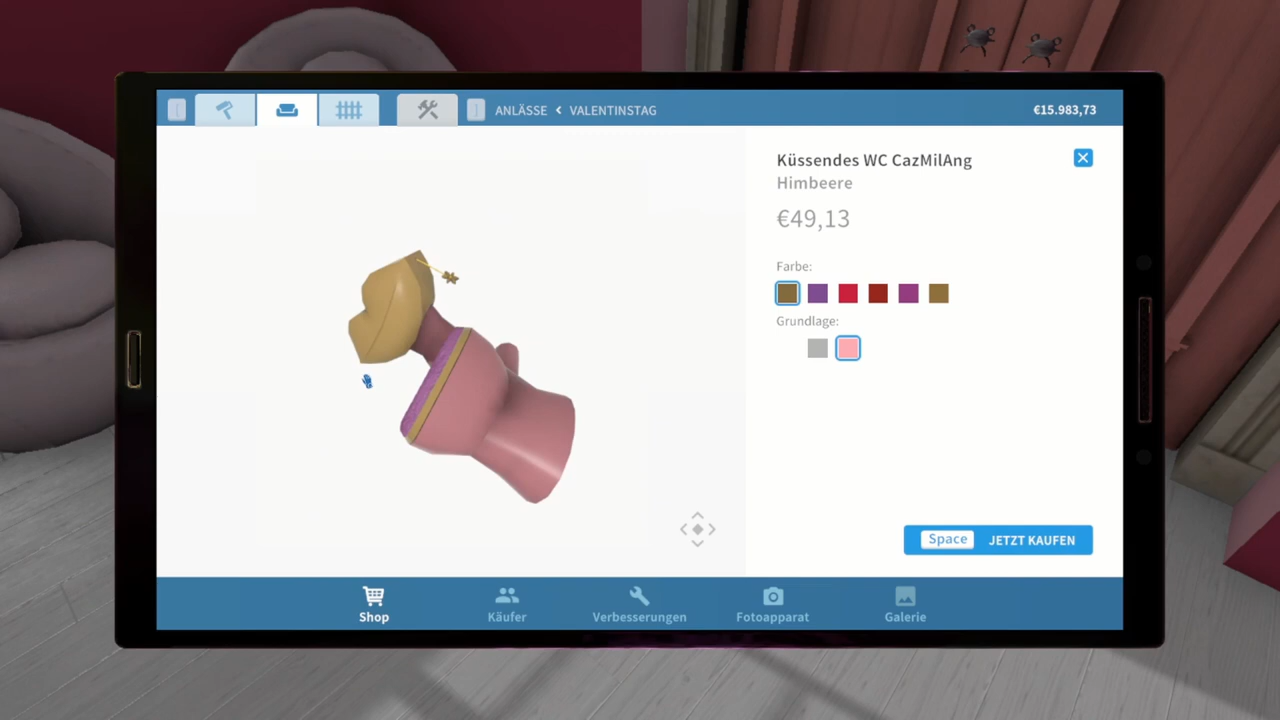 ANLÄSSE < VALENTINSTAG
€15.983,73
Küssendes WC CazMilAng
Himbeere
€49,13
Farbe:
Grundlage:
Space JETZT KAUFEN
Shop
Käufer
Verbesserungen
Fotoapparat
Galerie